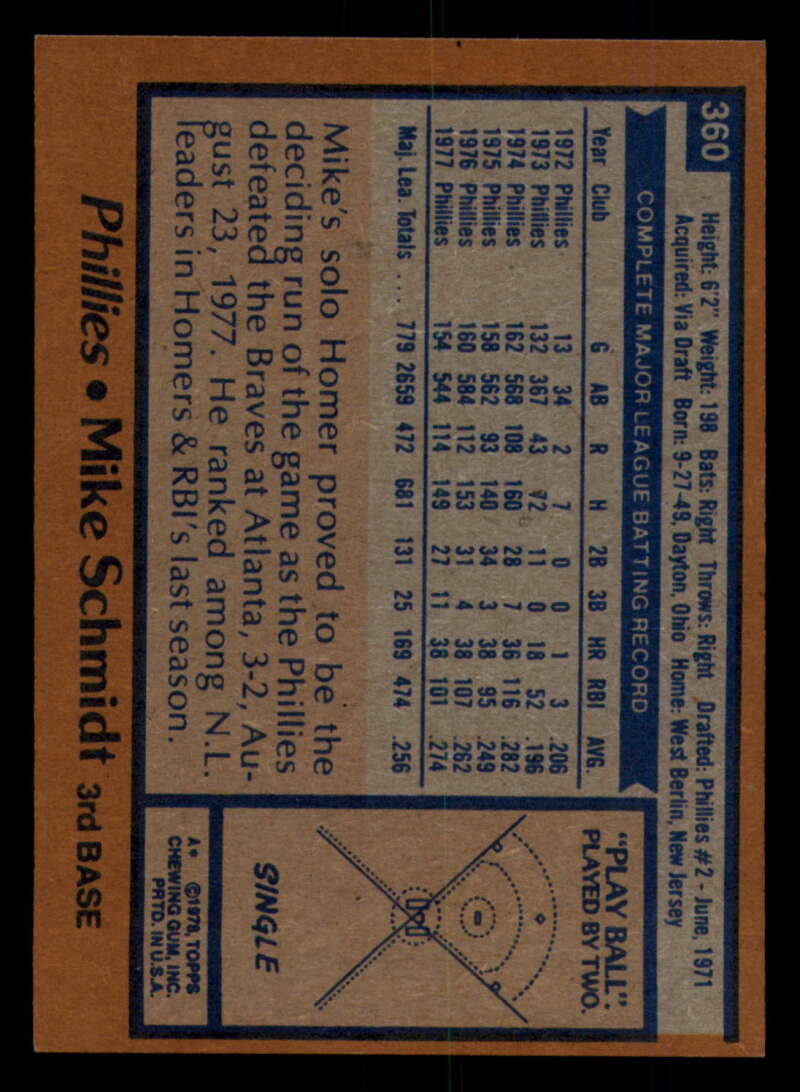 360
Height: 6'2" Weight: 198 Bats: Right Throws: Right Drafted: Phillies #2 - June, 1971
Acquired: Via Draft Born: 9-27-49, Dayton, Ohio Home: West Berlin, New Jersey
COMPLETE MAJOR LEAGUE BATTING RECORD
Year Club G AB R H 2B 3B HR RBI AVG.
1972 Phillies 13 34 2 7 0 0 1 3 .206
1973 Phillies 132 367 43 72 11 0 18 52 .196
1974 Phillies 162 568 108 160 28 7 36 116 .282
1975 Phillies 158 562 93 140 34 3 38 95 .249
1976 Phillies 160 584 112 153 31 4 38 107 .262
1977 Phillies 154 544 114 149 27 11 38 101 .274
Maj. Lea. Totals .... 779 2659 472 681 131 25 169 474 .256
Mike's solo Homer proved to be the
deciding run of the game as the Phillies
defeated the Braves at Atlanta, 3-2, Au-
gust 23, 1977. He ranked among N.L.
leaders in Homers & RBI's last season.
"PLAY BALL":
PLAYED BY TWO.
SINGLE
A* ©1978, TOPPS
CHEWING GUM, INC.
PRTD. IN U.S.A.
Phillies • Mike Schmidt 3rd BASE